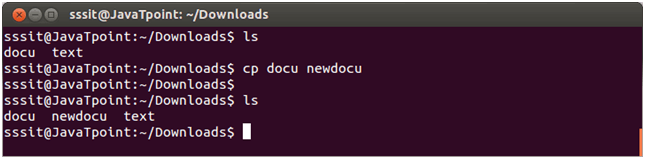 sssit@JavaTpoint: ~/Downloads
sssit@JavaTpoint:~/Downloads$ ls
docu  text
sssit@JavaTpoint:~/Downloads$ cp docu newdocu
sssit@JavaTpoint:~/Downloads$
sssit@JavaTpoint:~/Downloads$ ls
docu  newdocu  text
sssit@JavaTpoint:~/Downloads$